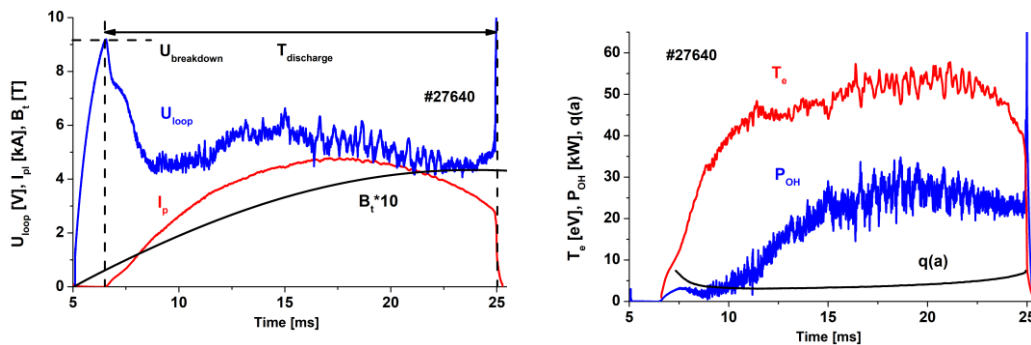 U_loop [V], I_pl [kA], B_t [T]
10
8
6
4
2
0
U_breakdown
T_discharge
#27640
U_loop
I_p
B_t*10
5
10
15
20
25
Time [ms]
T_e [eV], P_OH [kW], q(a)
60
50
40
30
20
10
0
#27640
T_e
P_OH
q(a)
5
10
15
20
25
Time [ms]